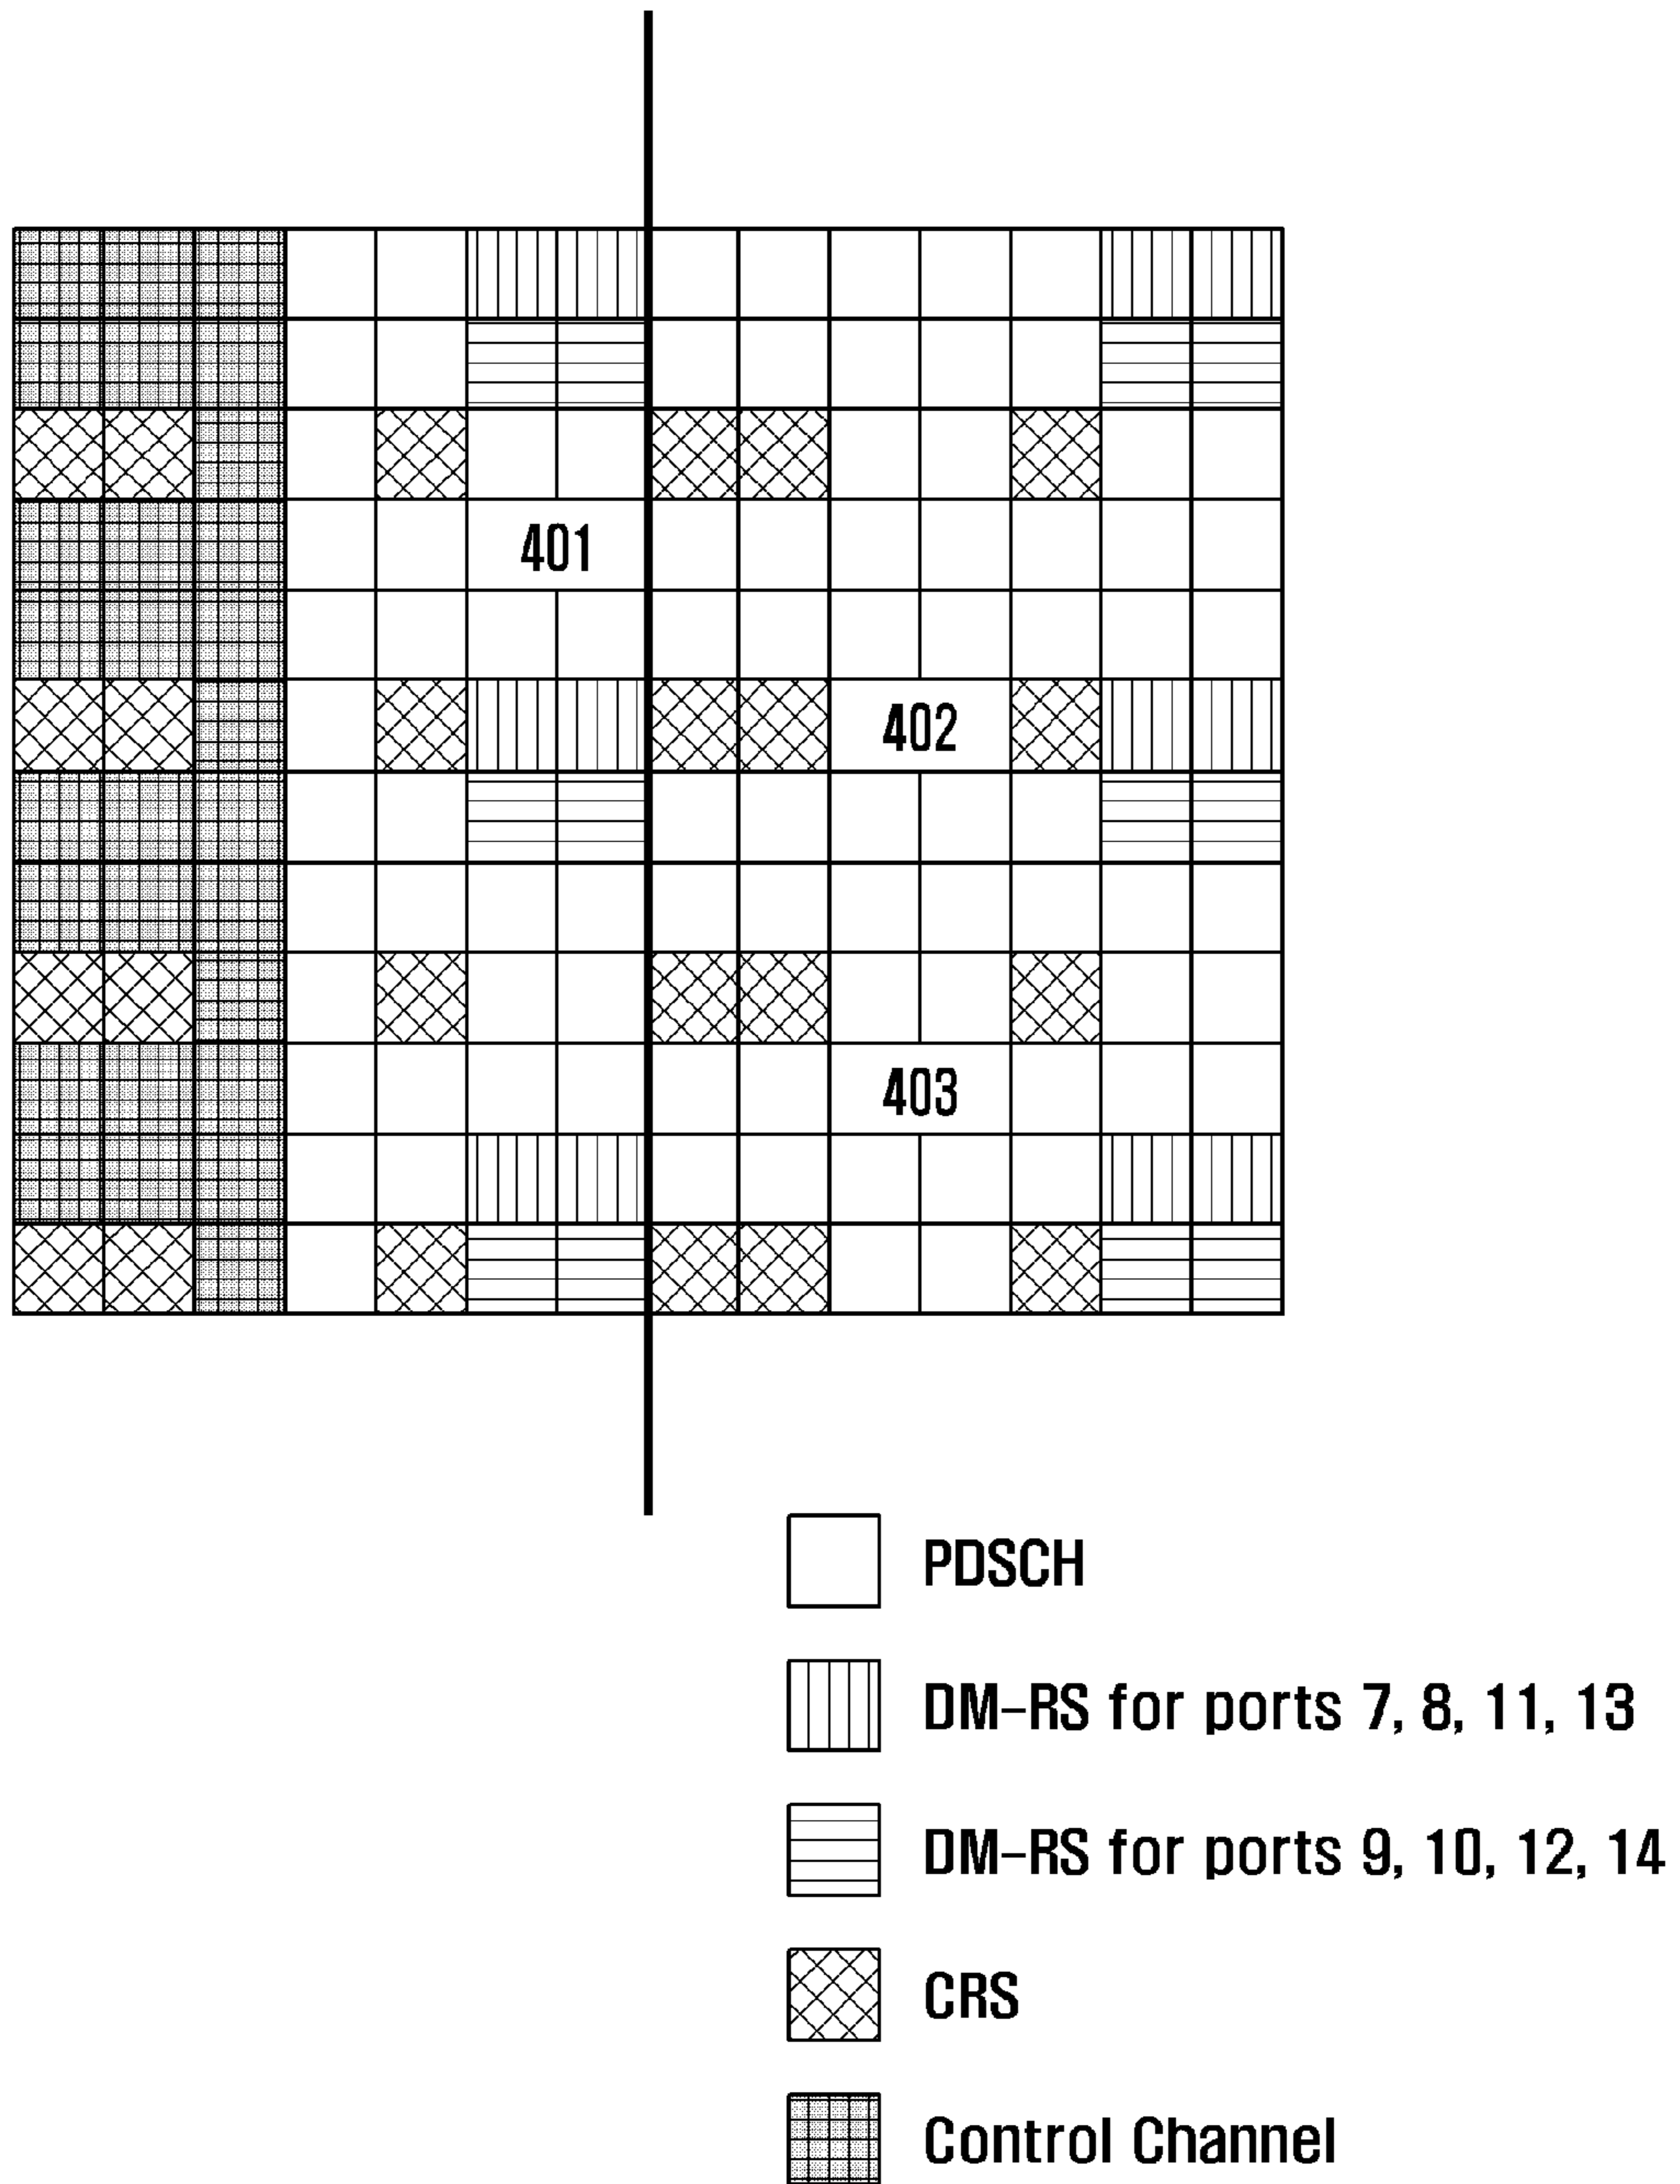 401
402
403
PDSCH
DM-RS for ports 7, 8, 11, 13
DM-RS for ports 9, 10, 12, 14
CRS
Control Channel